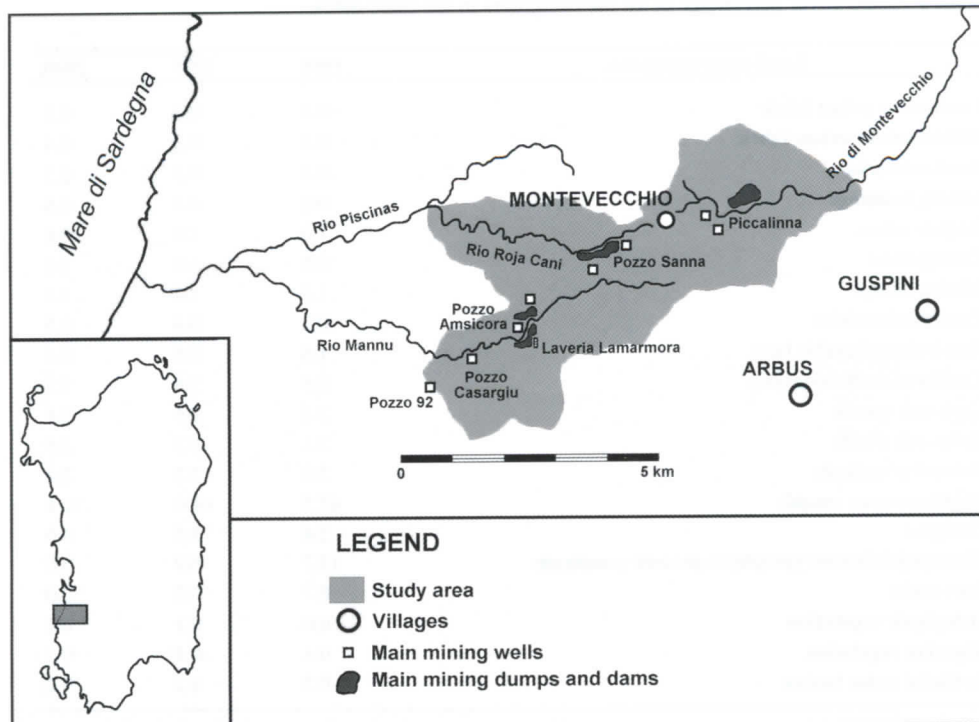 Mare di Sardegna
Rio Piscinas
MONTEVECCHIO
Rio di Montevecchio
Piccalinna
Rio Roja Cani
Pozzo Sanna
GUSPINI
Pozzo
Amsicora
Rio Mannu
Laveria Lamarmora
ARBUS
Pozzo
Casargiu
Pozzo 92
0
5 km
LEGEND
Study area
Villages
Main mining wells
Main mining dumps and dams